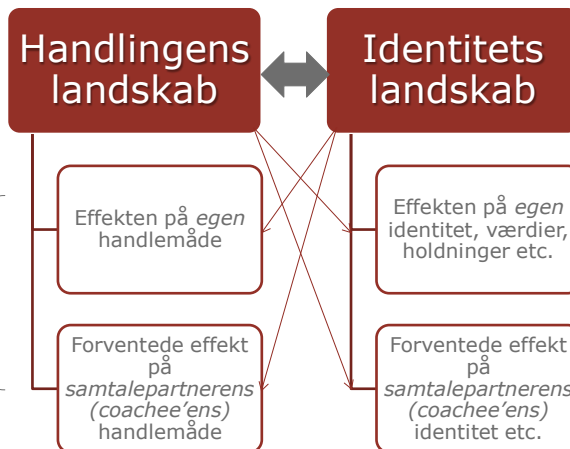 Handlingens
landskab
Identitets
landskab
Effekten på egen
handlemåde
Effekten på egen
identitet, værdier,
holdninger etc.
Forventede effekt
på
samtalepartnerens
(coachee'ens)
handlemåde
Forventede effekt
på
samtalepartnerens
(coachee'ens)
identitet etc.